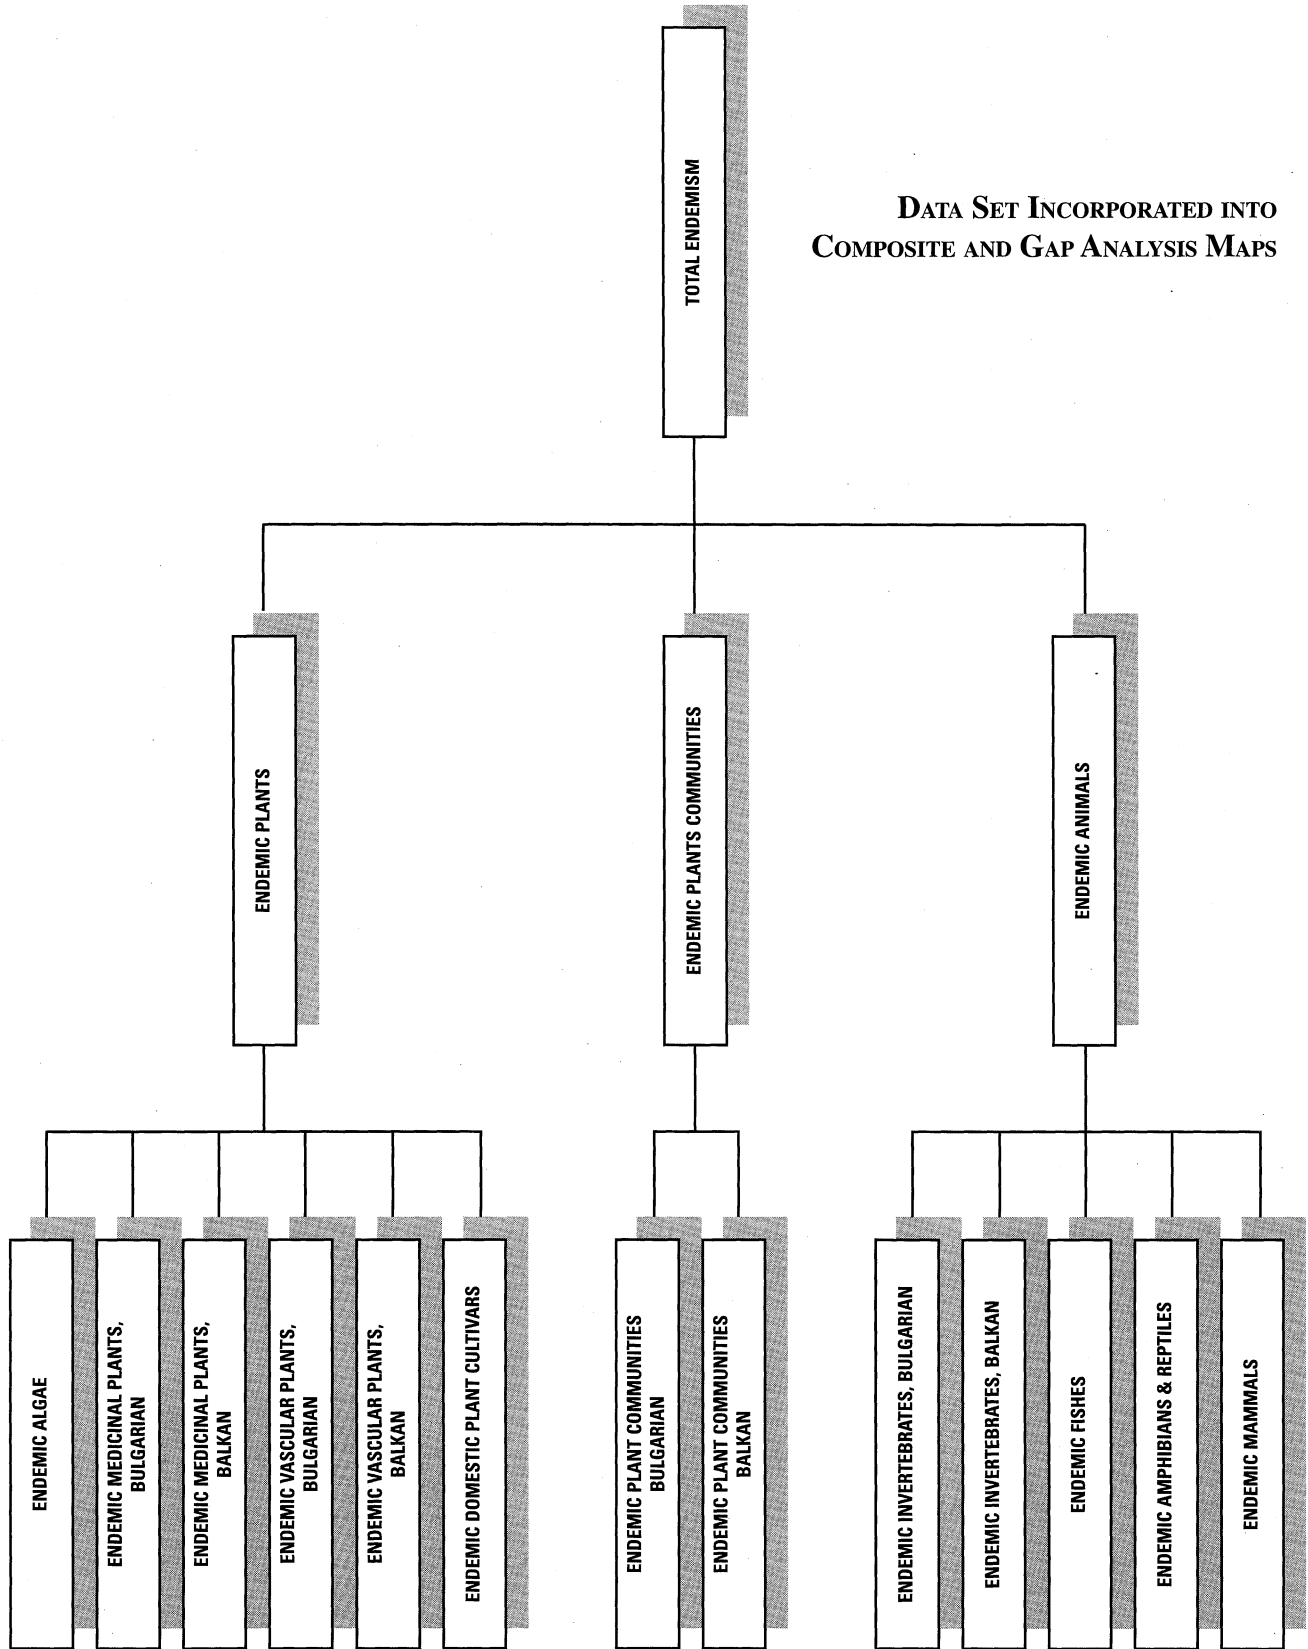 DATA SET INCORPORATED INTO
COMPOSITE AND GAP ANALYSIS MAPS
TOTAL ENDEMISM
ENDEMIC PLANTS
ENDEMIC PLANTS COMMUNITIES
ENDEMIC ANIMALS
ENDEMIC ALGAE
ENDEMIC MEDICINAL PLANTS,
BULGARIAN
ENDEMIC MEDICINAL PLANTS,
BALKAN
ENDEMIC VASCULAR PLANTS,
BULGARIAN
ENDEMIC VASCULAR PLANTS,
BALKAN
ENDEMIC DOMESTIC PLANT CULTIVARS
ENDEMIC PLANT COMMUNITIES
BULGARIAN
ENDEMIC PLANT COMMUNITIES
BALKAN
ENDEMIC INVERTEBRATES, BULGARIAN
ENDEMIC INVERTEBRATES, BALKAN
ENDEMIC FISHES
ENDEMIC AMPHIBIANS & REPTILES
ENDEMIC MAMMALS